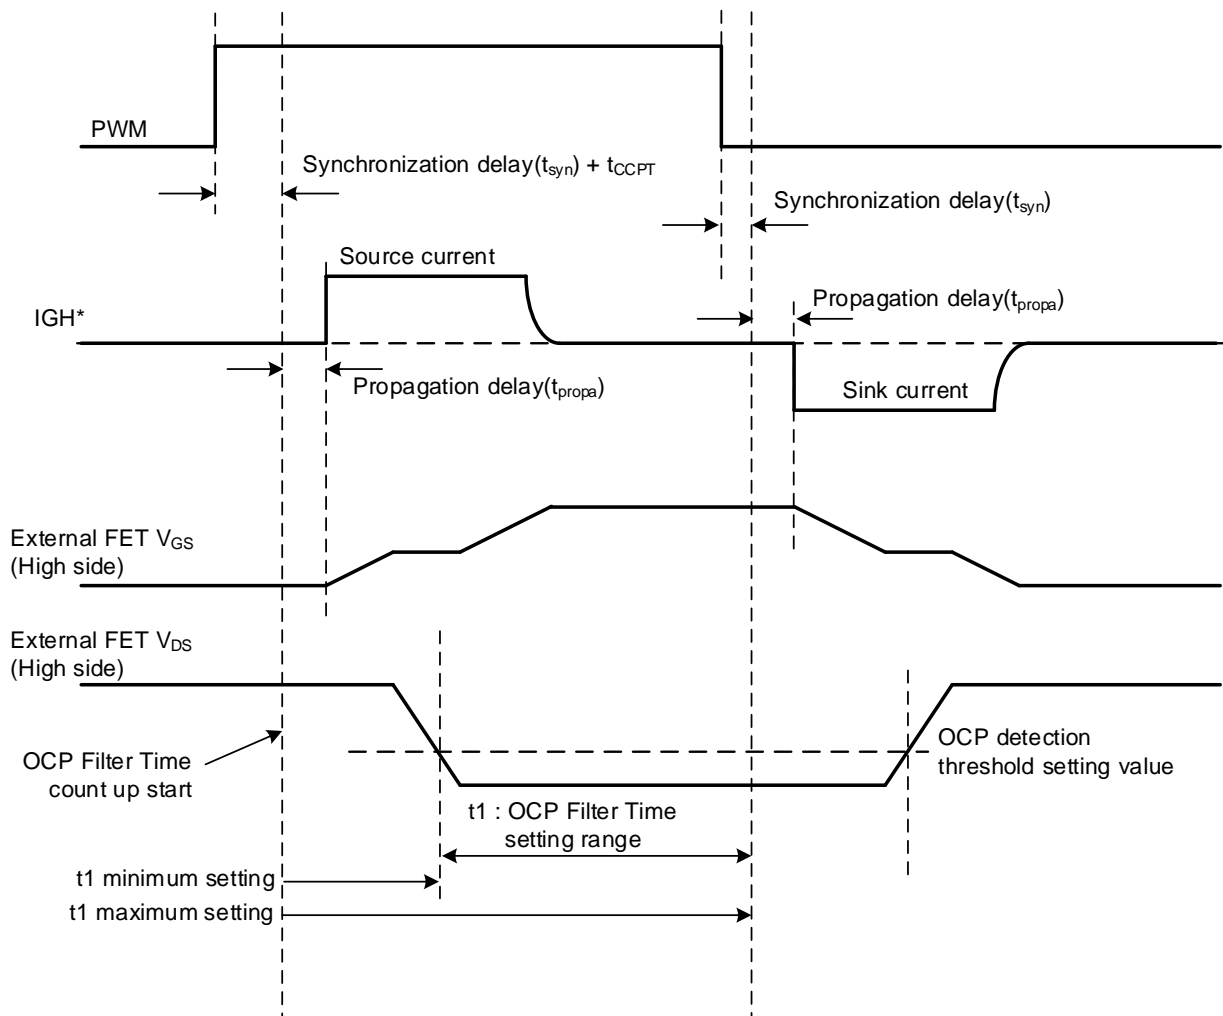 PWM
Synchronization delay(tsyn) + tCCPT
Synchronization delay(tsyn)
Source current
Propagation delay(tpropa)
IGH*
Propagation delay(tpropa)
Sink current
External FET VGS
(High side)
External FET VDS
(High side)
OCP Filter Time
count up start
OCP detection
threshold setting value
t1 : OCP Filter Time
setting range
t1 minimum setting
t1 maximum setting